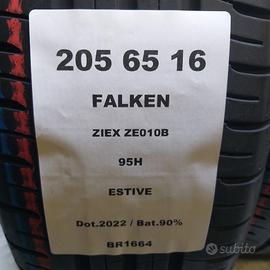 205 65 16
FALKEN
ZIEX ZE010B
95H
ESTIVE
Dot.2022 / Bat.90%
BR1664
subito